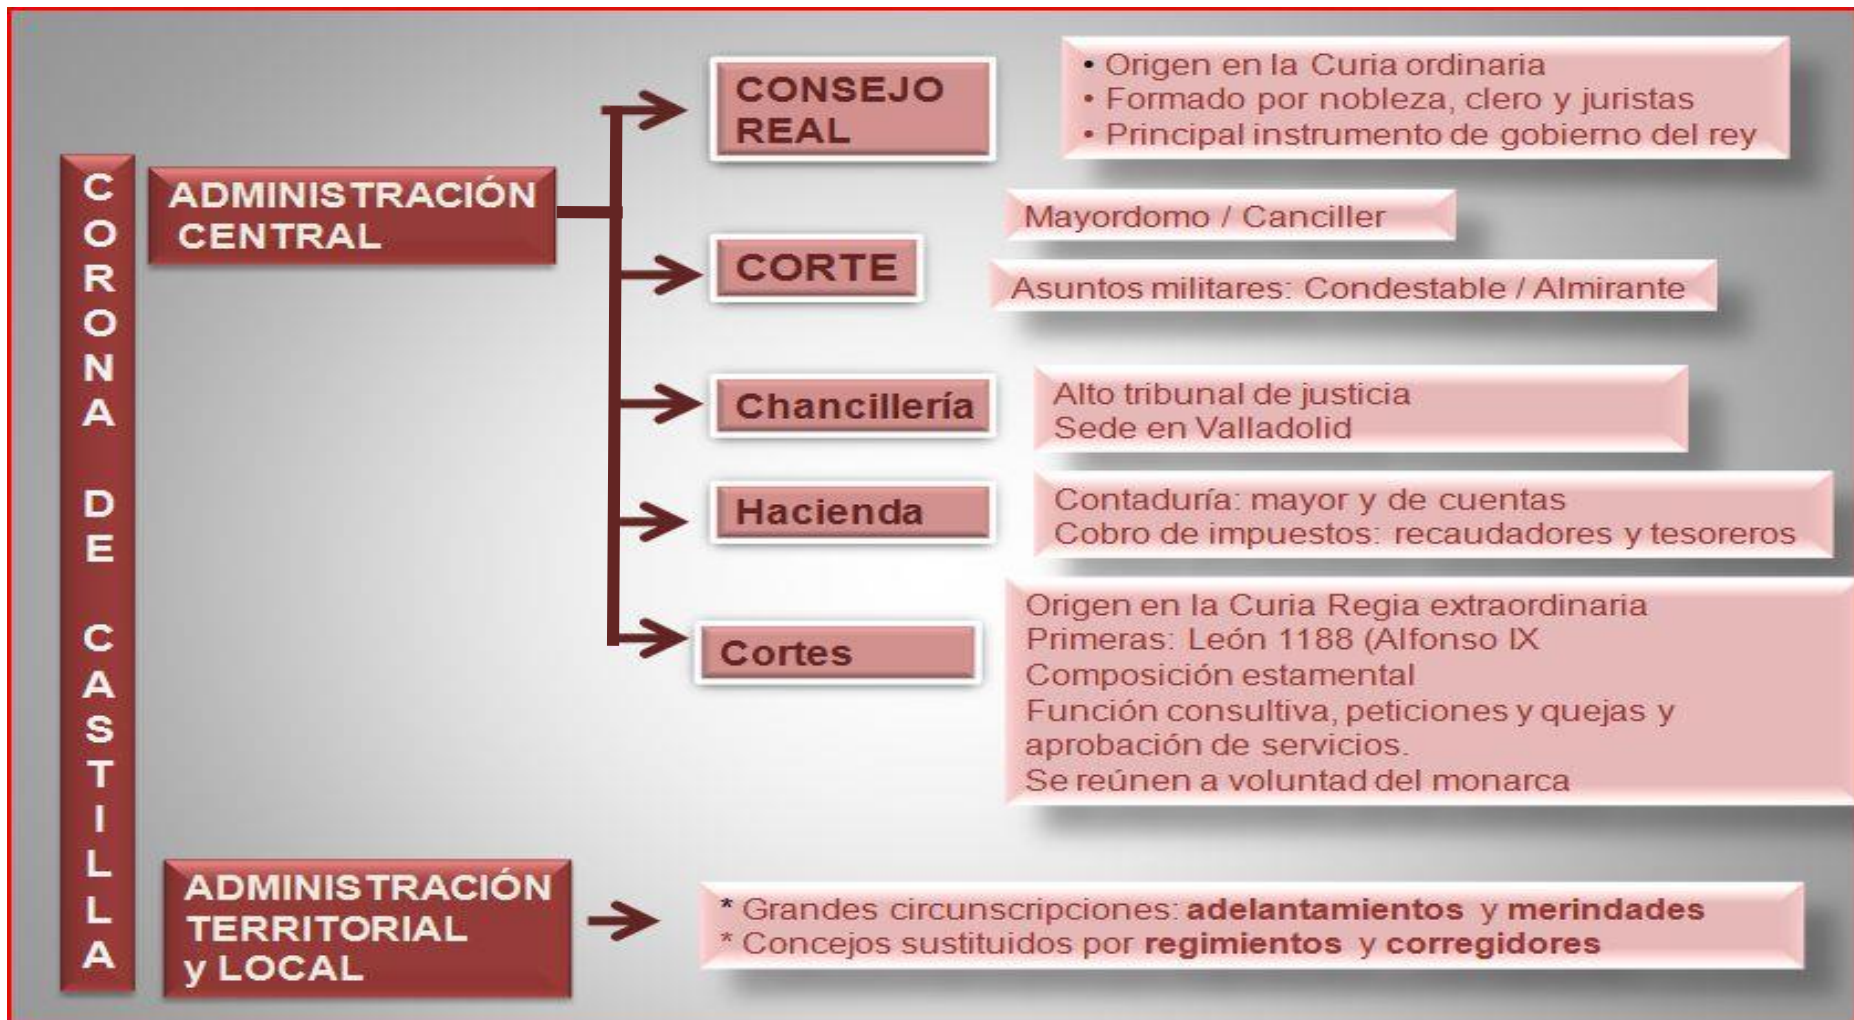 CORONA DE CASTILLA
ADMINISTRACIÓN
CENTRAL
CONSEJO
REAL
• Origen en la Curia ordinaria
• Formado por nobleza, clero y juristas
• Principal instrumento de gobierno del rey
CORTE
Mayordomo / Canciller
Asuntos militares: Condestable / Almirante
Chancillería
Alto tribunal de justicia
Sede en Valladolid
Hacienda
Contaduría: mayor y de cuentas
Cobro de impuestos: recaudadores y tesoreros
Cortes
Origen en la Curia Regia extraordinaria
Primeras: León 1188 (Alfonso IX
Composición estamental
Función consultiva, peticiones y quejas y
aprobación de servicios.
Se reúnen a voluntad del monarca
ADMINISTRACIÓN
TERRITORIAL
y LOCAL
* Grandes circunscripciones: adelantamientos y merindades
* Concejos sustituidos por regimientos y corregidores